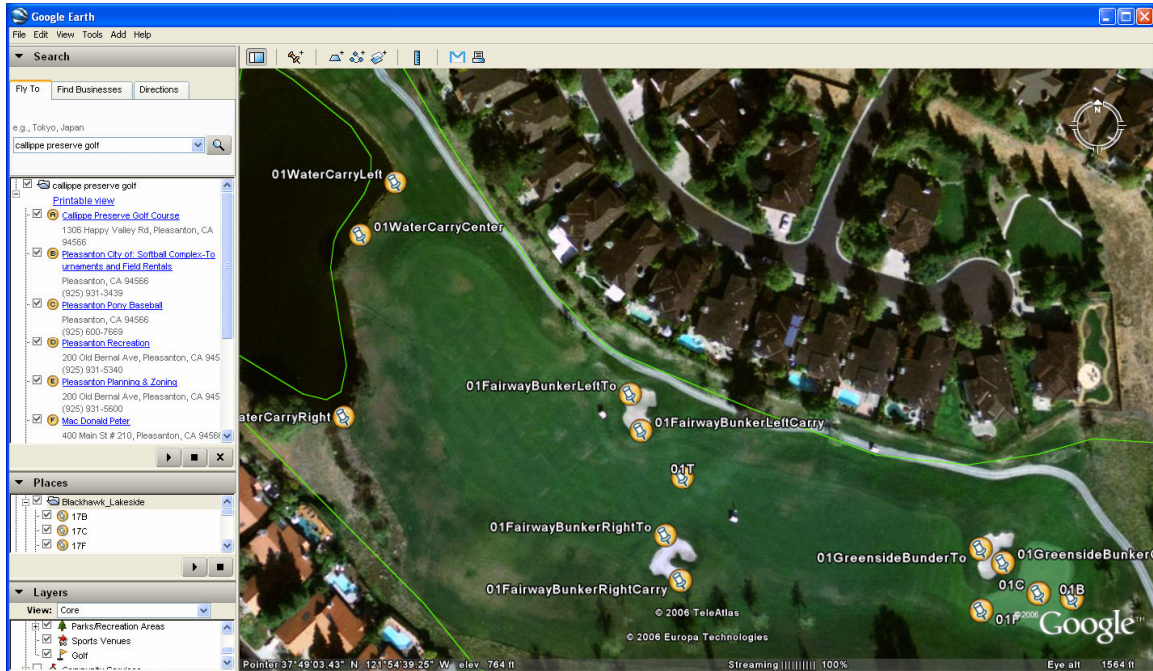 Google Earth
File Edit View Tools Add Help
Search
Fly To Find Businesses Directions
e.g., Tokyo, Japan
callippe preserve golf
callippe preserve golf
Printable view
A Callippe Preserve Golf Course
1306 Happy Valley Rd, Pleasanton, CA
94566
B Pleasanton City of: Softball Complex-To
urnaments and Field Rentals
Pleasanton, CA 94566
(925) 931-3439
C Pleasanton Pony Baseball
Pleasanton, CA 94566
(925) 600-7669
D Pleasanton Recreation
200 Old Bernal Ave, Pleasanton, CA 945
(925) 931-5340
E Pleasanton Planning & Zoning
200 Old Bernal Ave, Pleasanton, CA 945
(925) 931-5600
F Mac Donald Peter
400 Main St # 210, Pleasanton, CA 9456
Places
Blackhawk_Lakeside
17B
17C
17F
Layers
View: Core
Parks/Recreation Areas
Sports Venues
Golf
Community Services
N
01WaterCarryLeft
01WaterCarryCenter
01FairwayBunkerLeftTo
aterCarryRight
01FairwayBunkerLeftCarry
01T
01FairwayBunkerRightTo
01GreensideBunderTo
01GreensideBunker
01FairwayBunkerRightCarry
01C
01B
01F
© 2006 TeleAtlas
© 2006 Europa Technologies
©2006 Google™
Pointer 37°49'03.43" N 121°54'39.25" W elev 764 ft Streaming |||||||||| 100% Eye alt 1564 ft